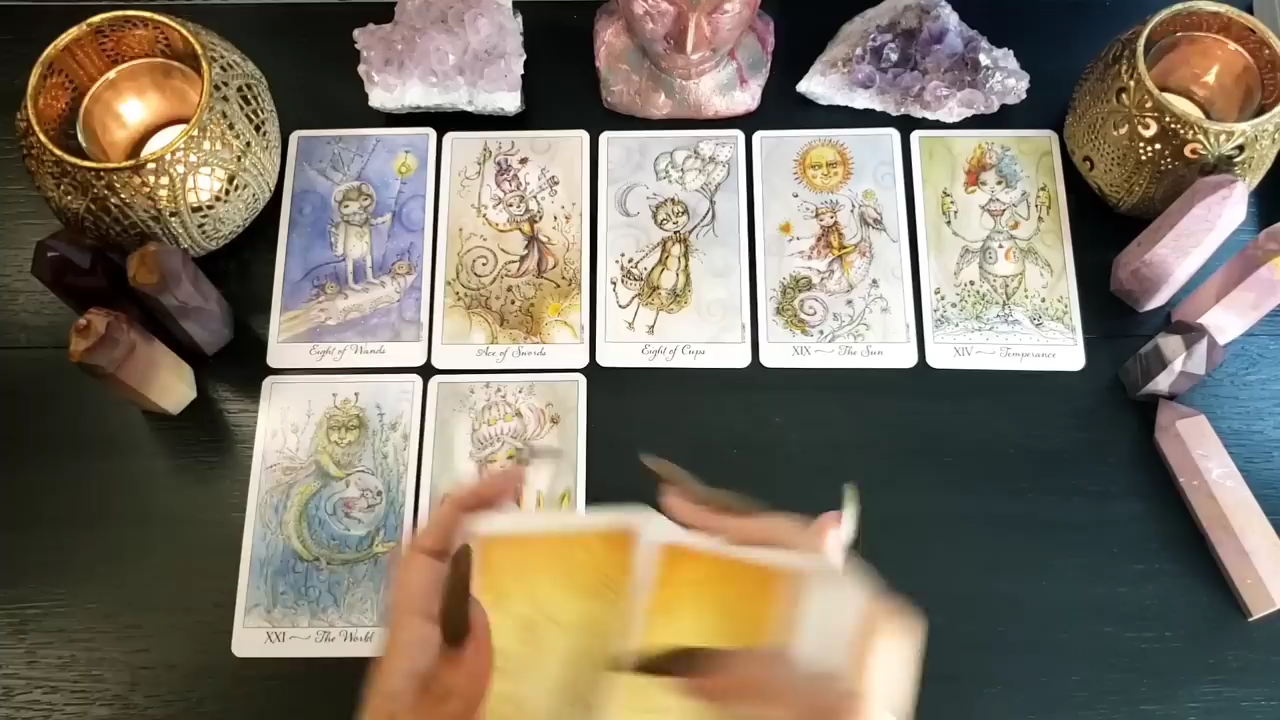 Eight of Wands
Ace of Swords
Eight of Cups
XIX ~ The Sun
XIV ~ Temperance
XXI ~ The World